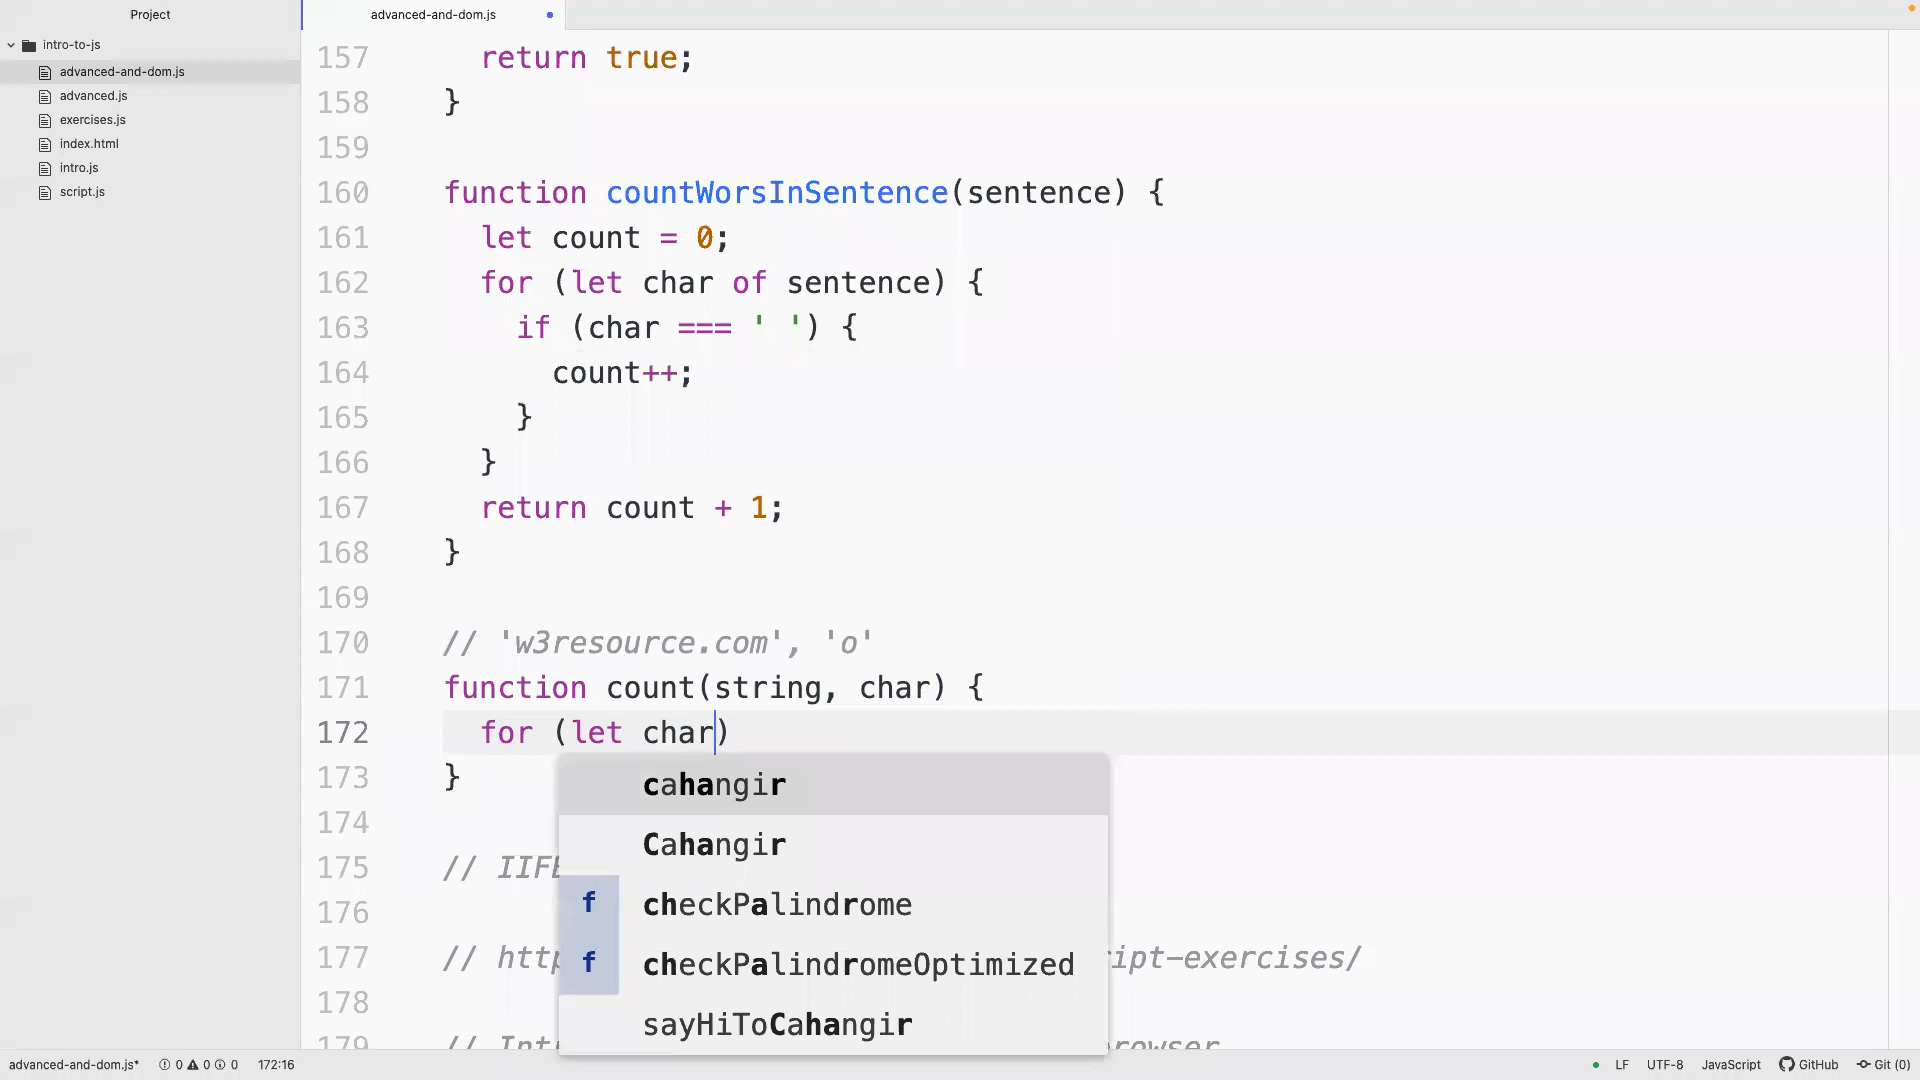 Project
advanced-and-dom.js
intro-to-js
advanced-and-dom.js
advanced.js
exercises.js
index.html
intro.js
script.js
157 return true;
158 }
159
160 function countWorsInSentence(sentence) {
161 let count = 0;
162 for (let char of sentence) {
163 if (char === ' ') {
164 count++;
165 }
166 }
167 return count + 1;
168 }
169
170 // 'w3resource.com', 'o'
171 function count(string, char) {
172 for (let char)
173 }
cahangir
174
Cahangir
175 // IIFE
176
f checkPalindrome
177 // http ipt-exercises/
f checkPalindromeOptimized
178
sayHiToCahangir
179 // Int rowser
advanced-and-dom.js* 0 0 0 172:16 LF UTF-8 JavaScript GitHub Git (0)